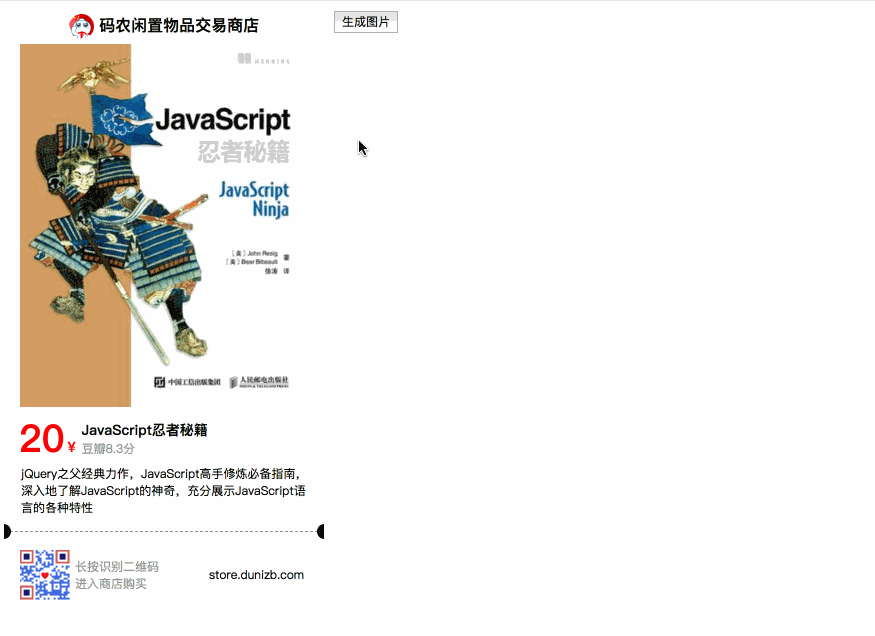 码农闲置物品交易商店
生成图片
MANNING
JavaScript
忍者秘籍
JavaScript
Ninja
［美］John Resig 著
［美］Bear Bibeault
徐涛 译
中国工信出版集团 人民邮电出版社
POSTS & TELECOM PRESS
20¥ JavaScript忍者秘籍
豆瓣8.3分
jQuery之父经典力作，JavaScript高手修炼必备指南，
深入地了解JavaScript的神奇，充分展示JavaScript语
言的各种特性
长按识别二维码
进入商店购买
store.dunizb.com